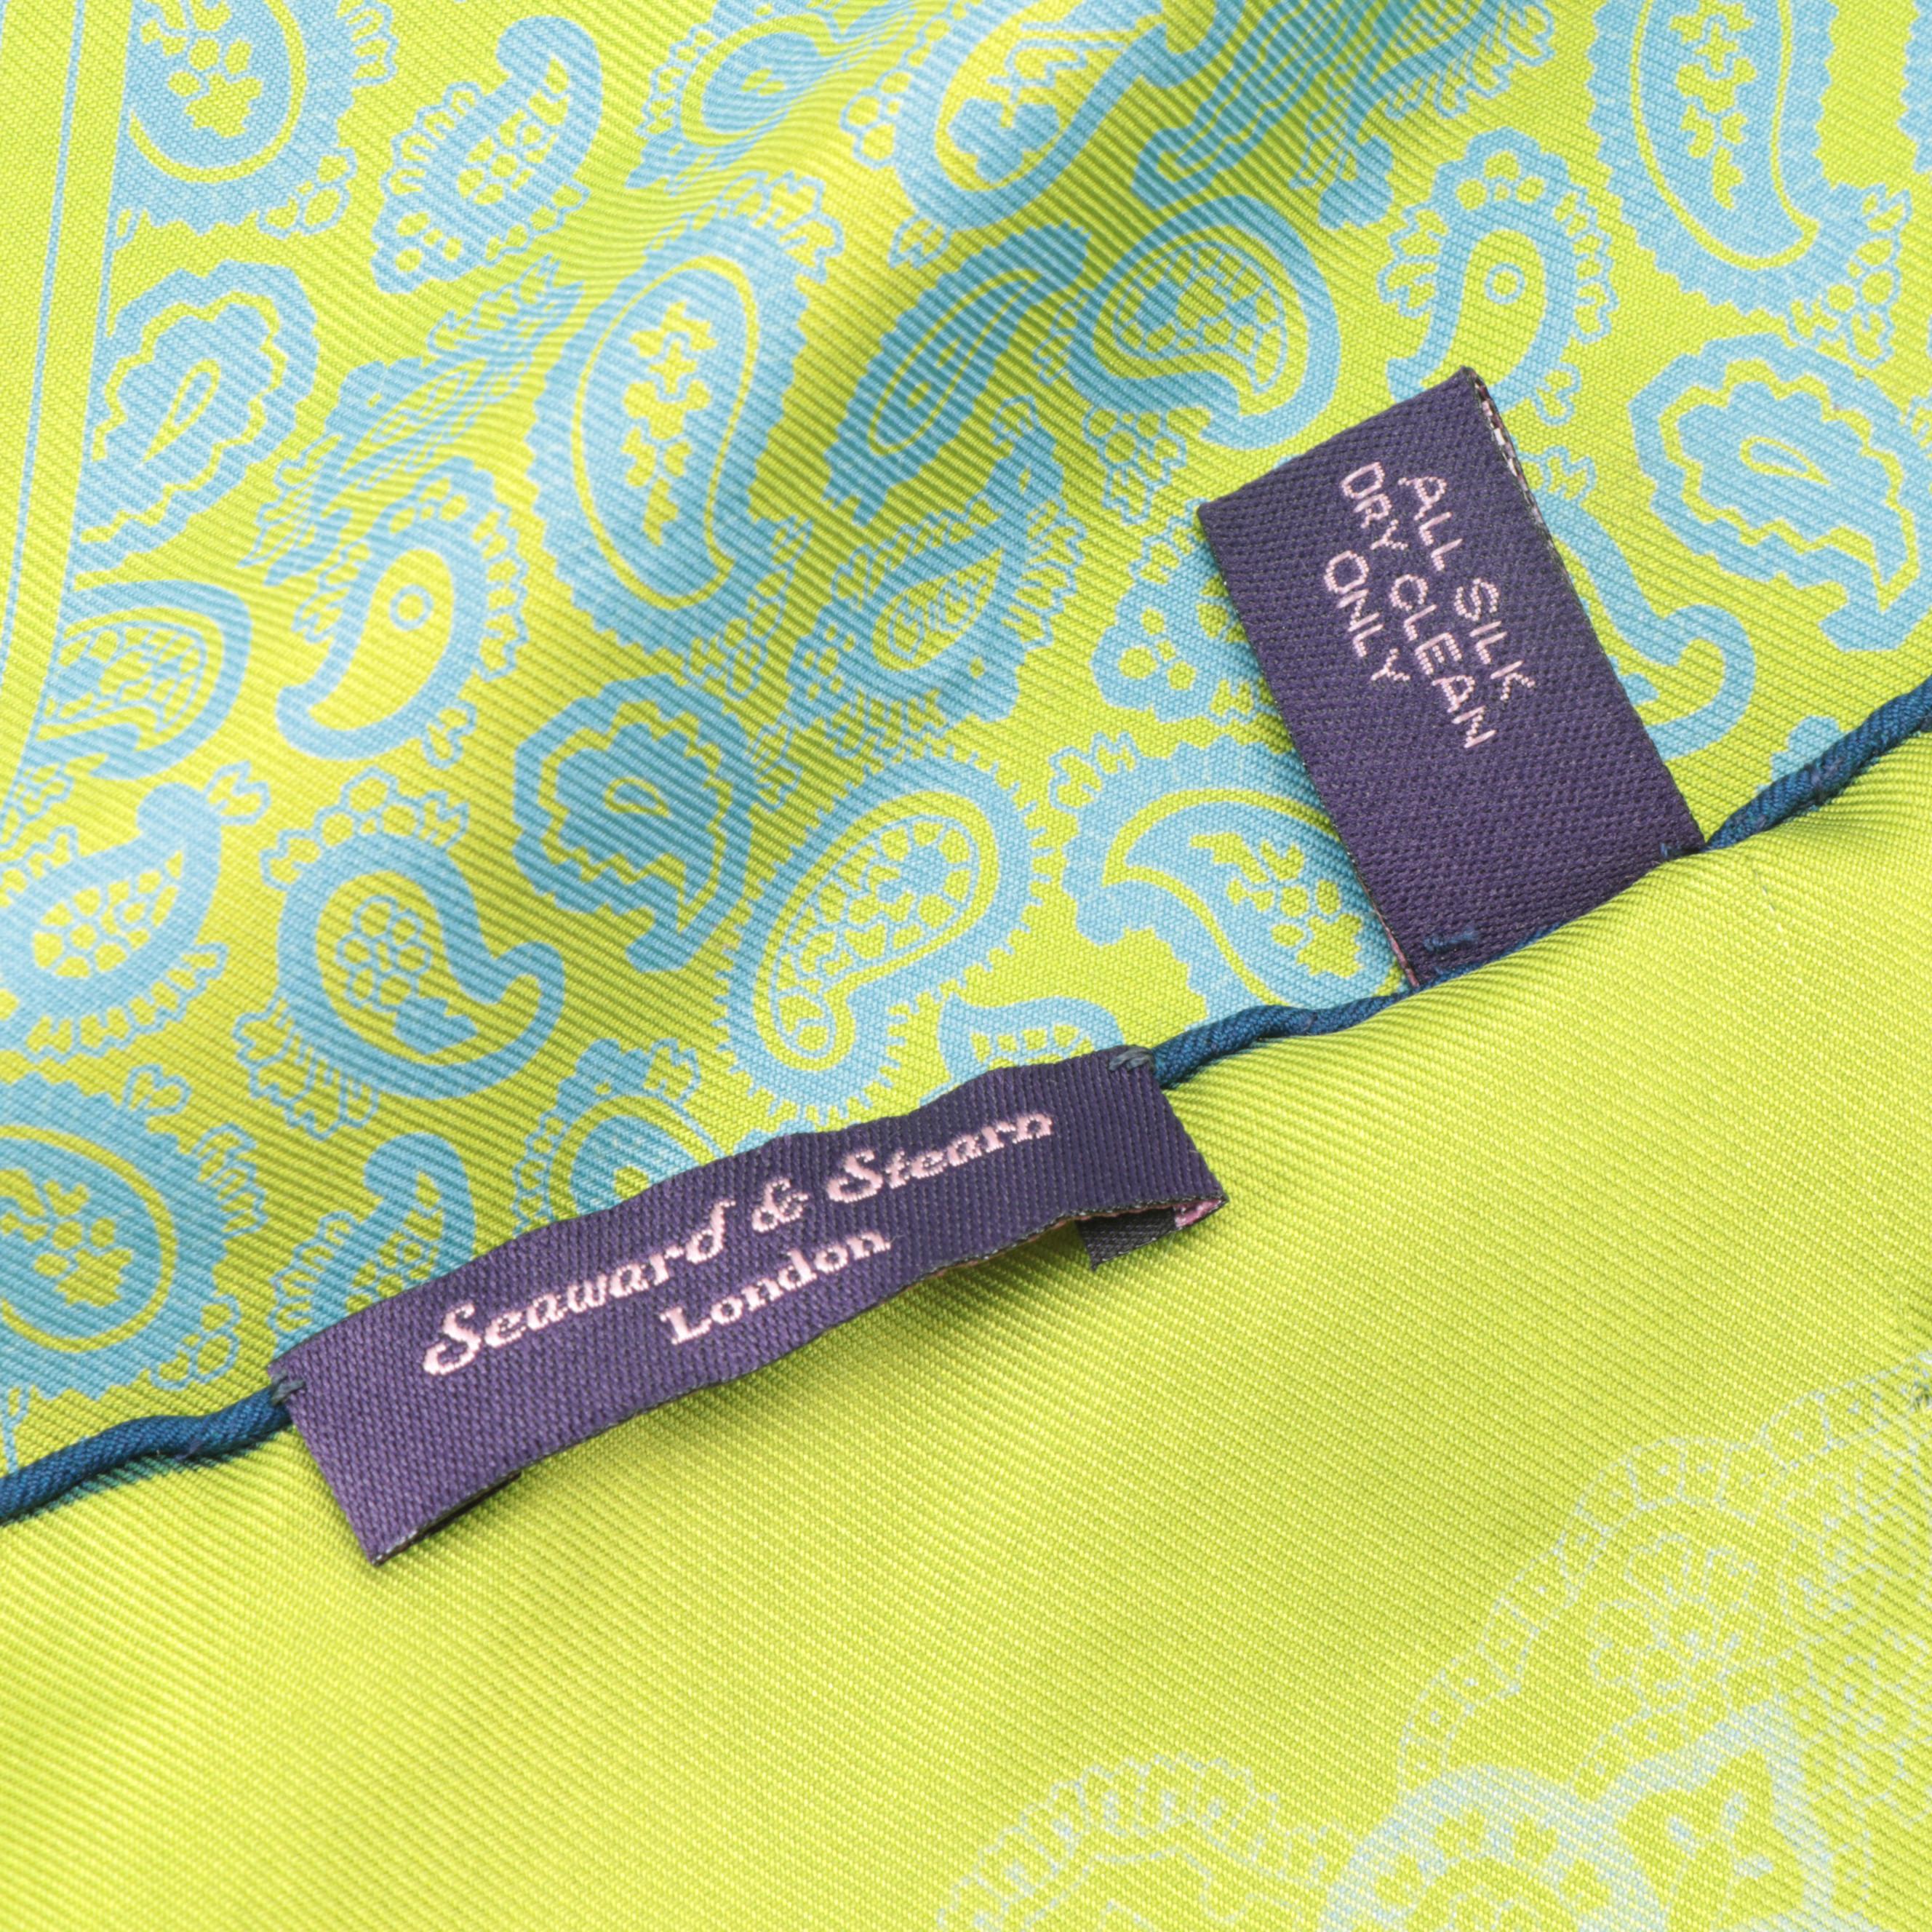 ALL SILK
DRY CLEAN
ONLY
Seaward & Stearn
London